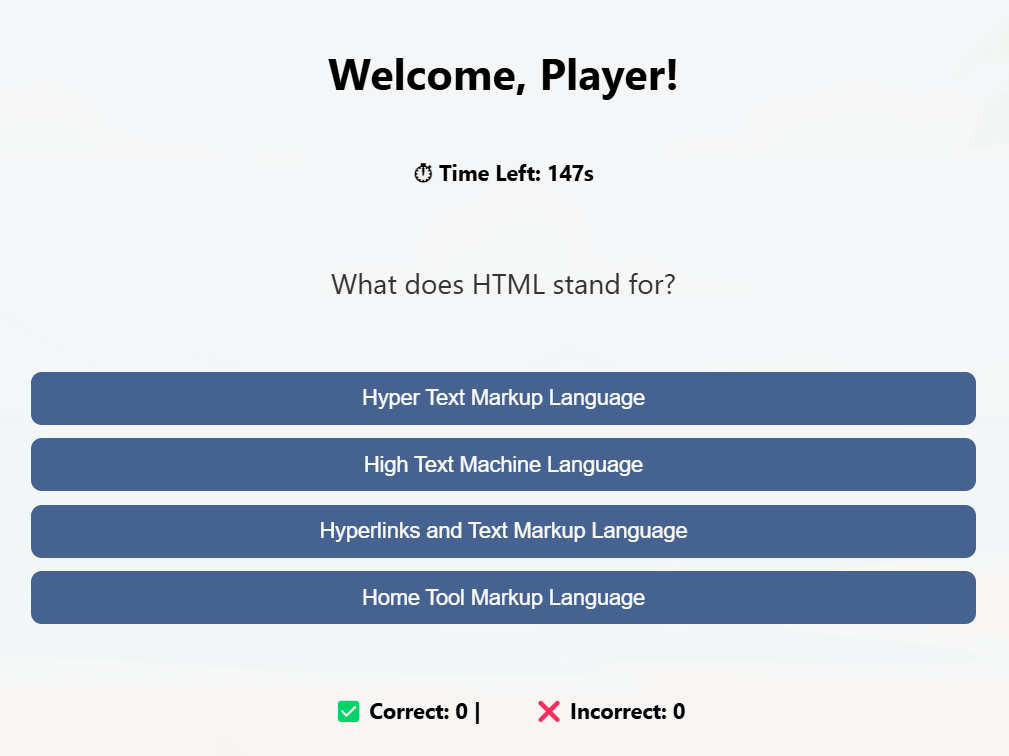 Welcome, Player!
⏱ Time Left: 147s
What does HTML stand for?
Hyper Text Markup Language
High Text Machine Language
Hyperlinks and Text Markup Language
Home Tool Markup Language
✅ Correct: 0 | ❌ Incorrect: 0